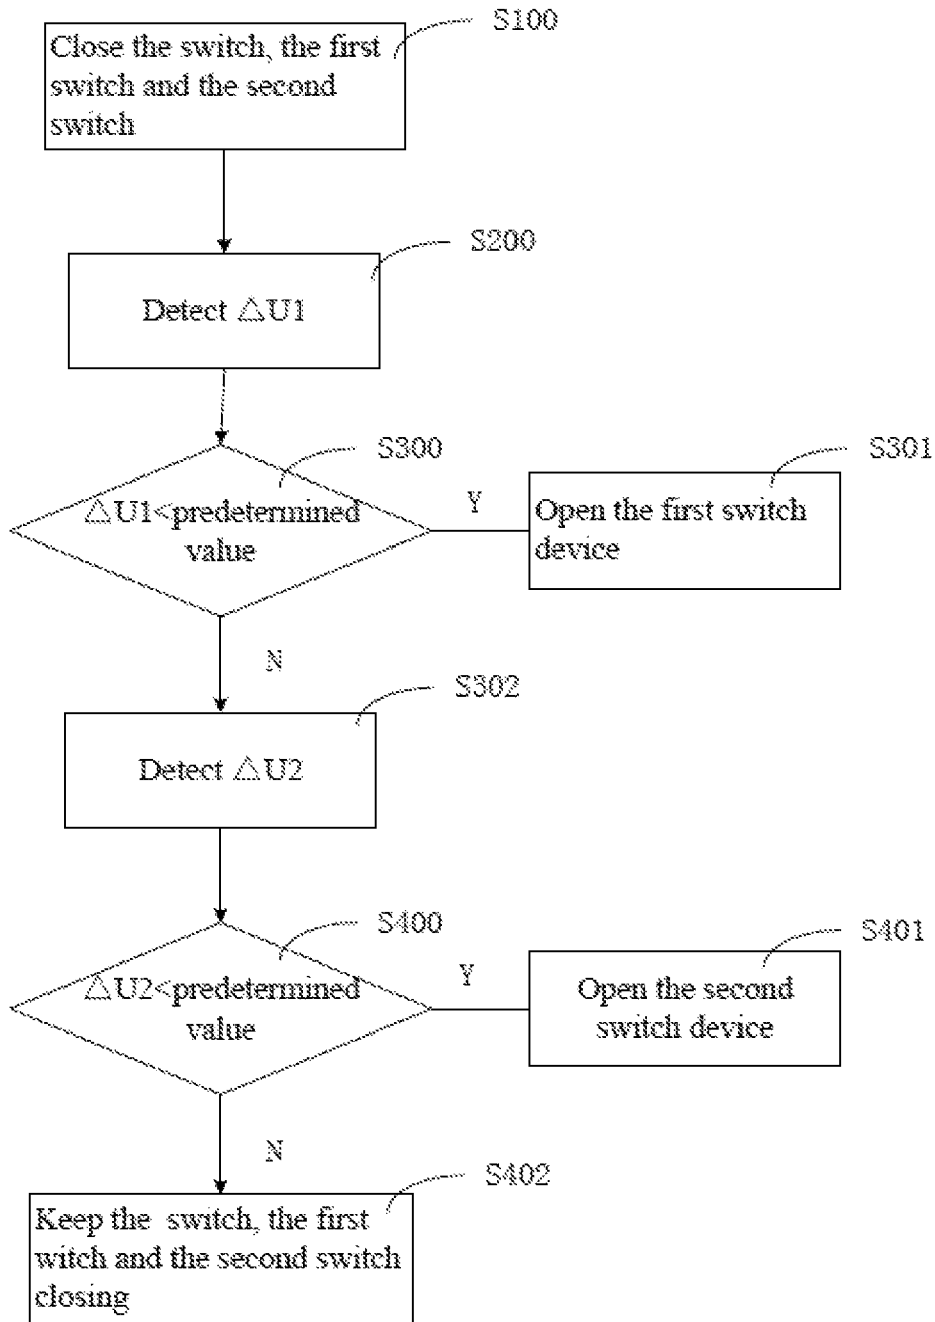 S100
Close the switch, the first
switch and the second
switch
S200
Detect △U1
S300
△U1<predetermined
value
Y
S301
Open the first switch
device
N
S302
Detect △U2
S400
△U2<predetermined
value
Y
S401
Open the second
switch device
N
S402
Keep the switch, the first
witch and the second switch
closing